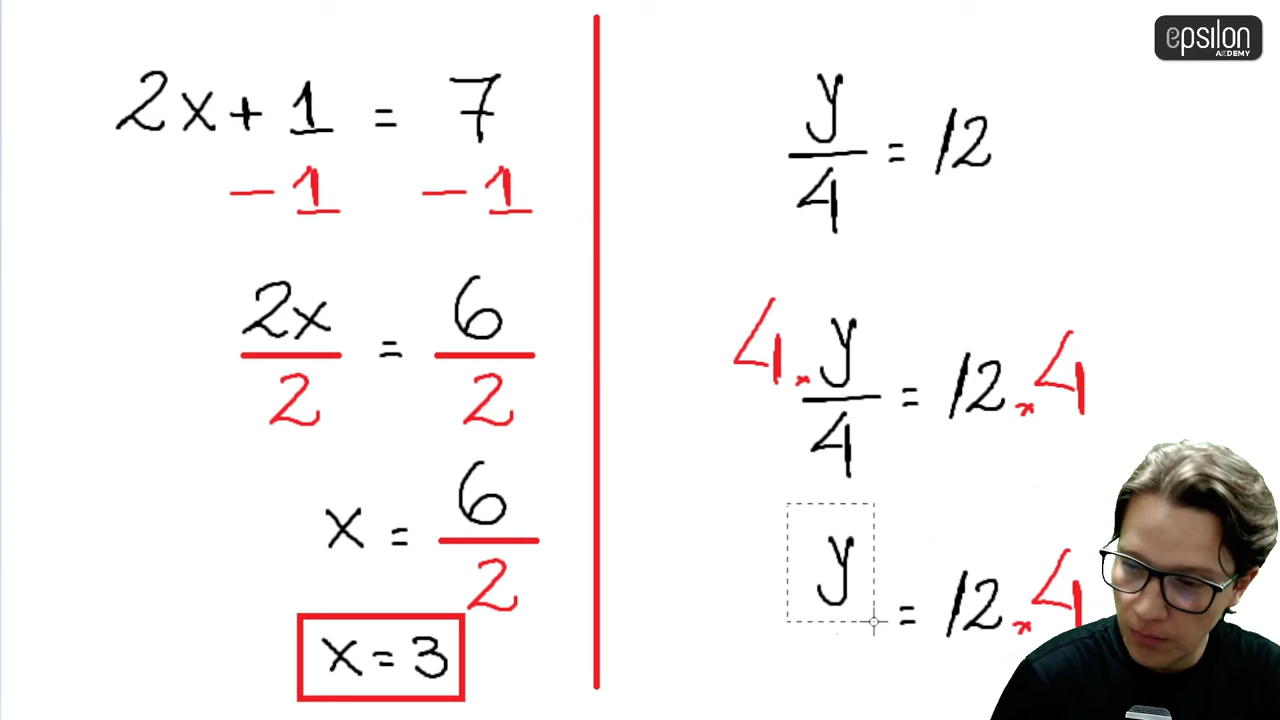 epsilon
AKDEMY
2x + 1 = 7
- 1 - 1
2x/2 = 6/2
x = 6/2
x = 3
y/4 = 12
4 · y/4 = 12 · 4
y = 12 · 4